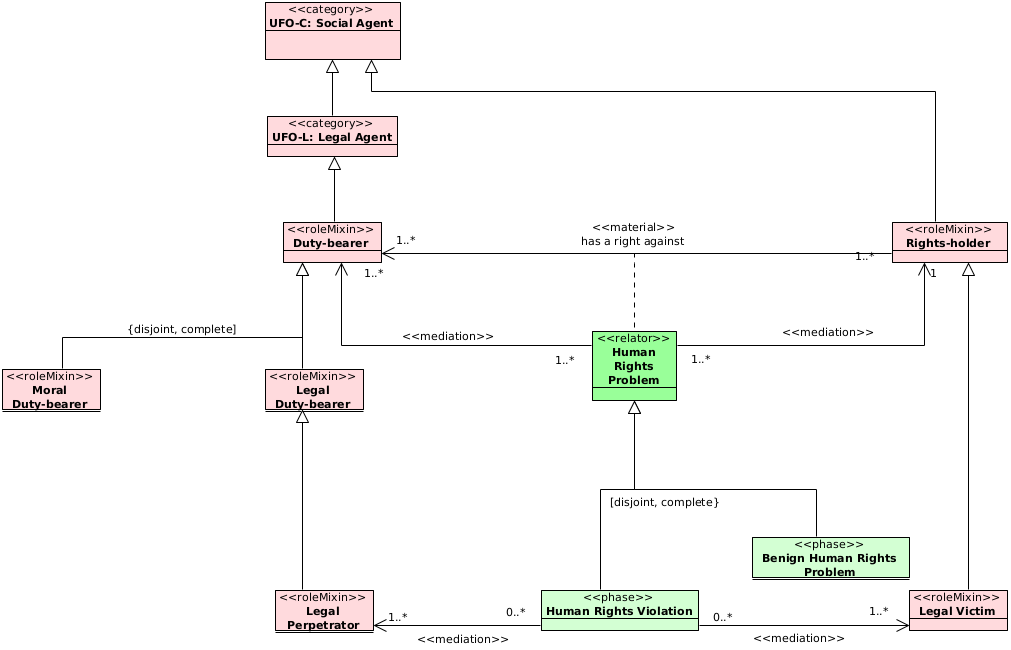 <<category>>
UFO-C: Social Agent
<<category>>
UFO-L: Legal Agent
<<roleMixin>>
Duty-bearer
1..*
1..*
<<material>>
has a right against
1..*
<<roleMixin>>
Rights-holder
1
{disjoint, complete]
<<mediation>>
1..*
<<relator>>
Human
Rights
Problem
<<mediation>>
1..*
<<roleMixin>>
Moral
Duty-bearer
<<roleMixin>>
Legal
Duty-bearer
[disjoint, complete}
<<phase>>
Benign Human Rights
Problem
<<roleMixin>>
Legal
Perpetrator
1..*
0..*
<<mediation>>
<<phase>>
Human Rights Violation
0..*
1..*
<<mediation>>
<<roleMixin>>
Legal Victim